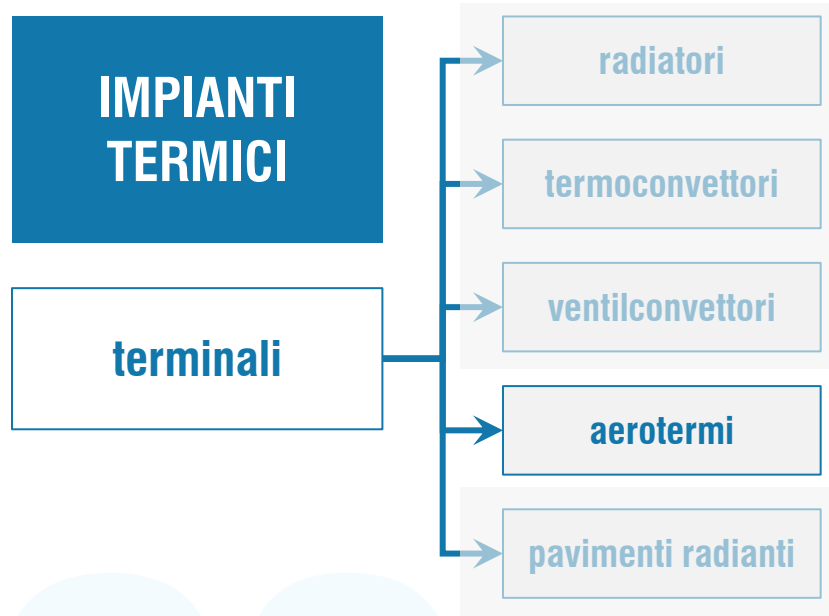 IMPIANTI
TERMICI
terminali
radiatori
termoconvettori
ventilconvettori
aerotermi
pavimenti radianti